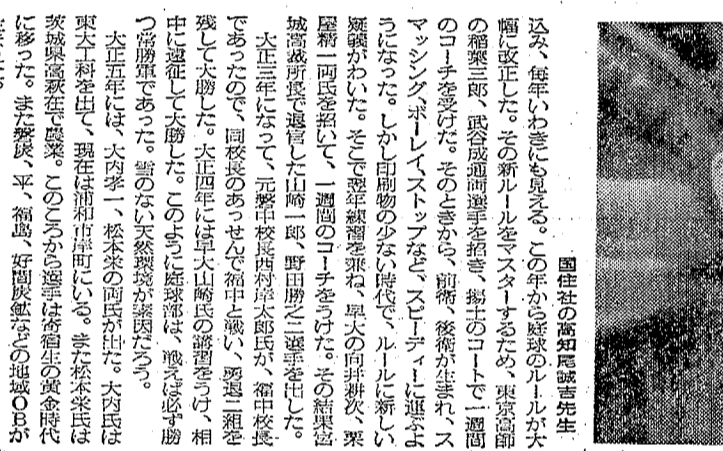 国住社の高知尾誠吉先生
込み、毎年いわきにも見える。この年から庭球のルールが大
幅に改正した。その新ルールをマスターするため、東京高師
の稲葉三郎、武谷成通両選手を招き、揚土のコートで一週間
のコーチを受けた。そのときから、前衛、後衛が生まれ、ス
マッシング、ボーレイ、ストップなど、スピーディーに運ぶよ
うになった。しかし印刷物の少ない時代で、ルールに新しい
疑義がわいた。そこで翌年練習を兼ね、早大の向井耕次、栗
屋精一両氏を招いて、一週間のコーチをうけた。その結果宮
城高裁所長で退官した山崎一郎、野田勝之二選手を出した。
大正三年になって、元磐中校長西村岸太郎氏が、福中校長
であったので、同校長のあっせんで福中と戦い、勇退二組を
残して大勝した。大正四年には早大山崎氏の講習をうけ、相
中に遠征して大勝した。このように庭球部は、戦えば必ず勝
つ常勝軍であった。雪のない天然環境が素因だろう。
大正五年には、大内孝一、松本栄の両氏が出た。大内氏は
東大工科を出て、現在は浦和市岸町にいる。また松本栄氏は
茨城県高萩在で農業。このころから選手は寄宿生の黄金時代
に移った。また磐炭、平、福島、好間炭鉱などの地域ＯＢが